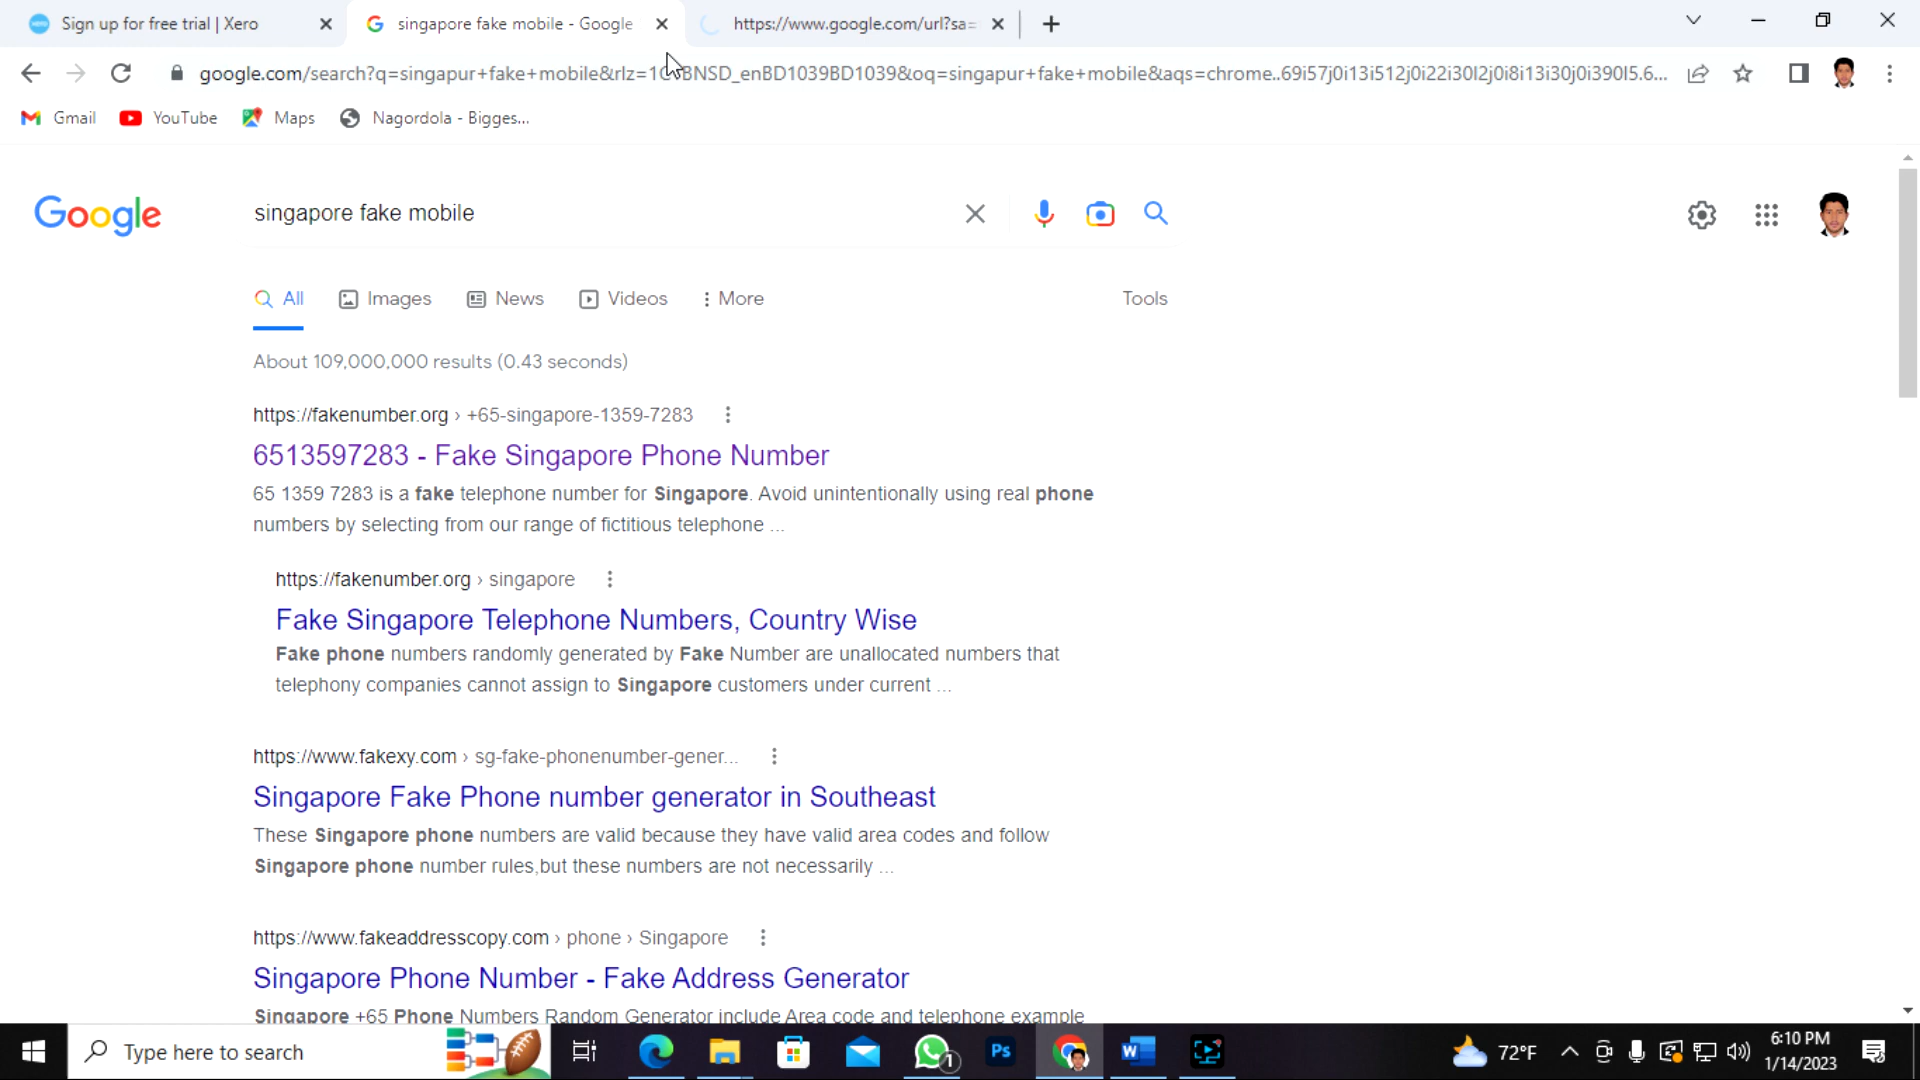 Sign up for free trial | Xero
singapore fake mobile - Google
https://www.google.com/url?sa=
google.com/search?q=singapur+fake+mobile&rlz=1C BNSD_enBD1039BD1039&oq=singapur+fake+mobile&aqs=chrome..69i57j0i13i512j0i22i30l2j0i8i13i30j0i390l5.6...
Gmail
YouTube
Maps
Nagordola - Bigges...
Google
singapore fake mobile
All
Images
News
Videos
More
Tools
About 109,000,000 results (0.43 seconds)
https://fakenumber.org › +65-singapore-1359-7283
6513597283 - Fake Singapore Phone Number
65 1359 7283 is a fake telephone number for Singapore. Avoid unintentionally using real phone
numbers by selecting from our range of fictitious telephone ...
https://fakenumber.org › singapore
Fake Singapore Telephone Numbers, Country Wise
Fake phone numbers randomly generated by Fake Number are unallocated numbers that
telephony companies cannot assign to Singapore customers under current ...
https://www.fakexy.com › sg-fake-phonenumber-gener...
Singapore Fake Phone number generator in Southeast
These Singapore phone numbers are valid because they have valid area codes and follow
Singapore phone number rules,but these numbers are not necessarily ...
https://www.fakeaddresscopy.com › phone › Singapore
Singapore Phone Number - Fake Address Generator
Singapore +65 Phone Numbers Random Generator include Area code and telephone example
Type here to search
1
Ps
W
72°F
6:10 PM
1/14/2023